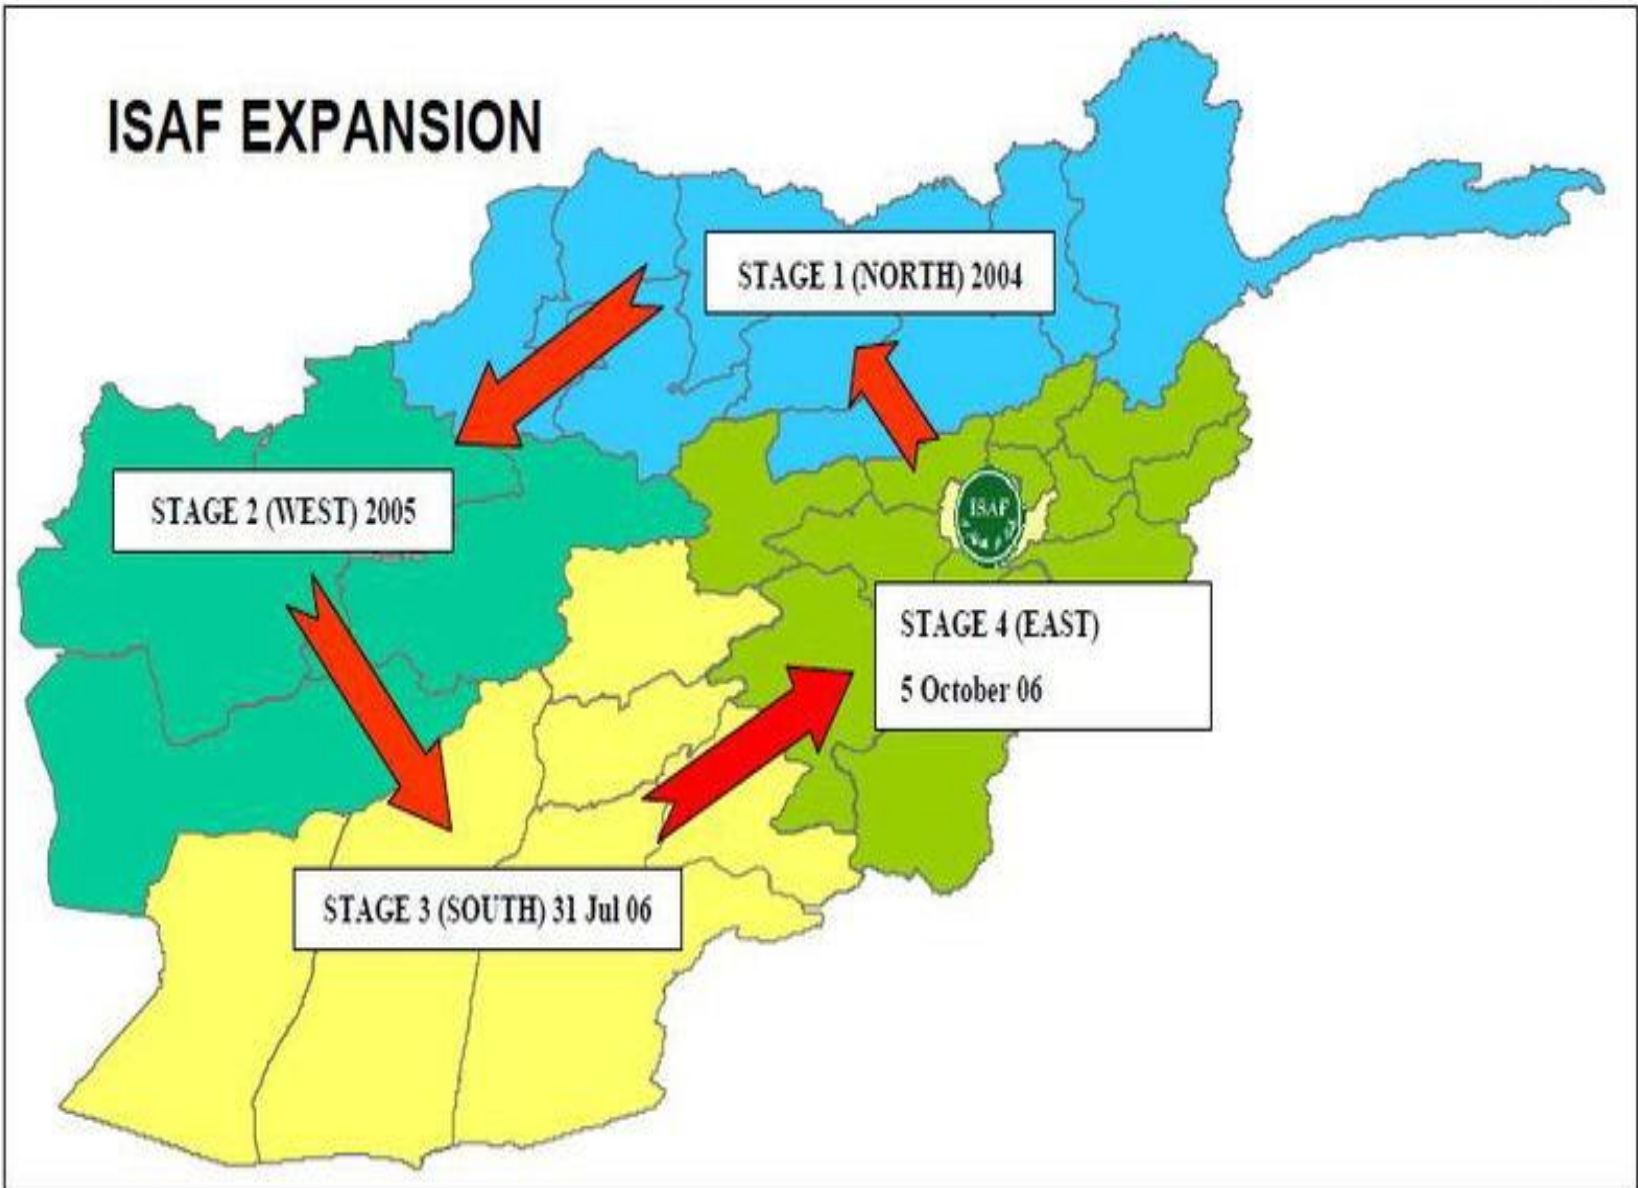 ISAF EXPANSION
STAGE 1 (NORTH) 2004
STAGE 2 (WEST) 2005
ISAF
STAGE 4 (EAST)
5 October 06
STAGE 3 (SOUTH) 31 Jul 06